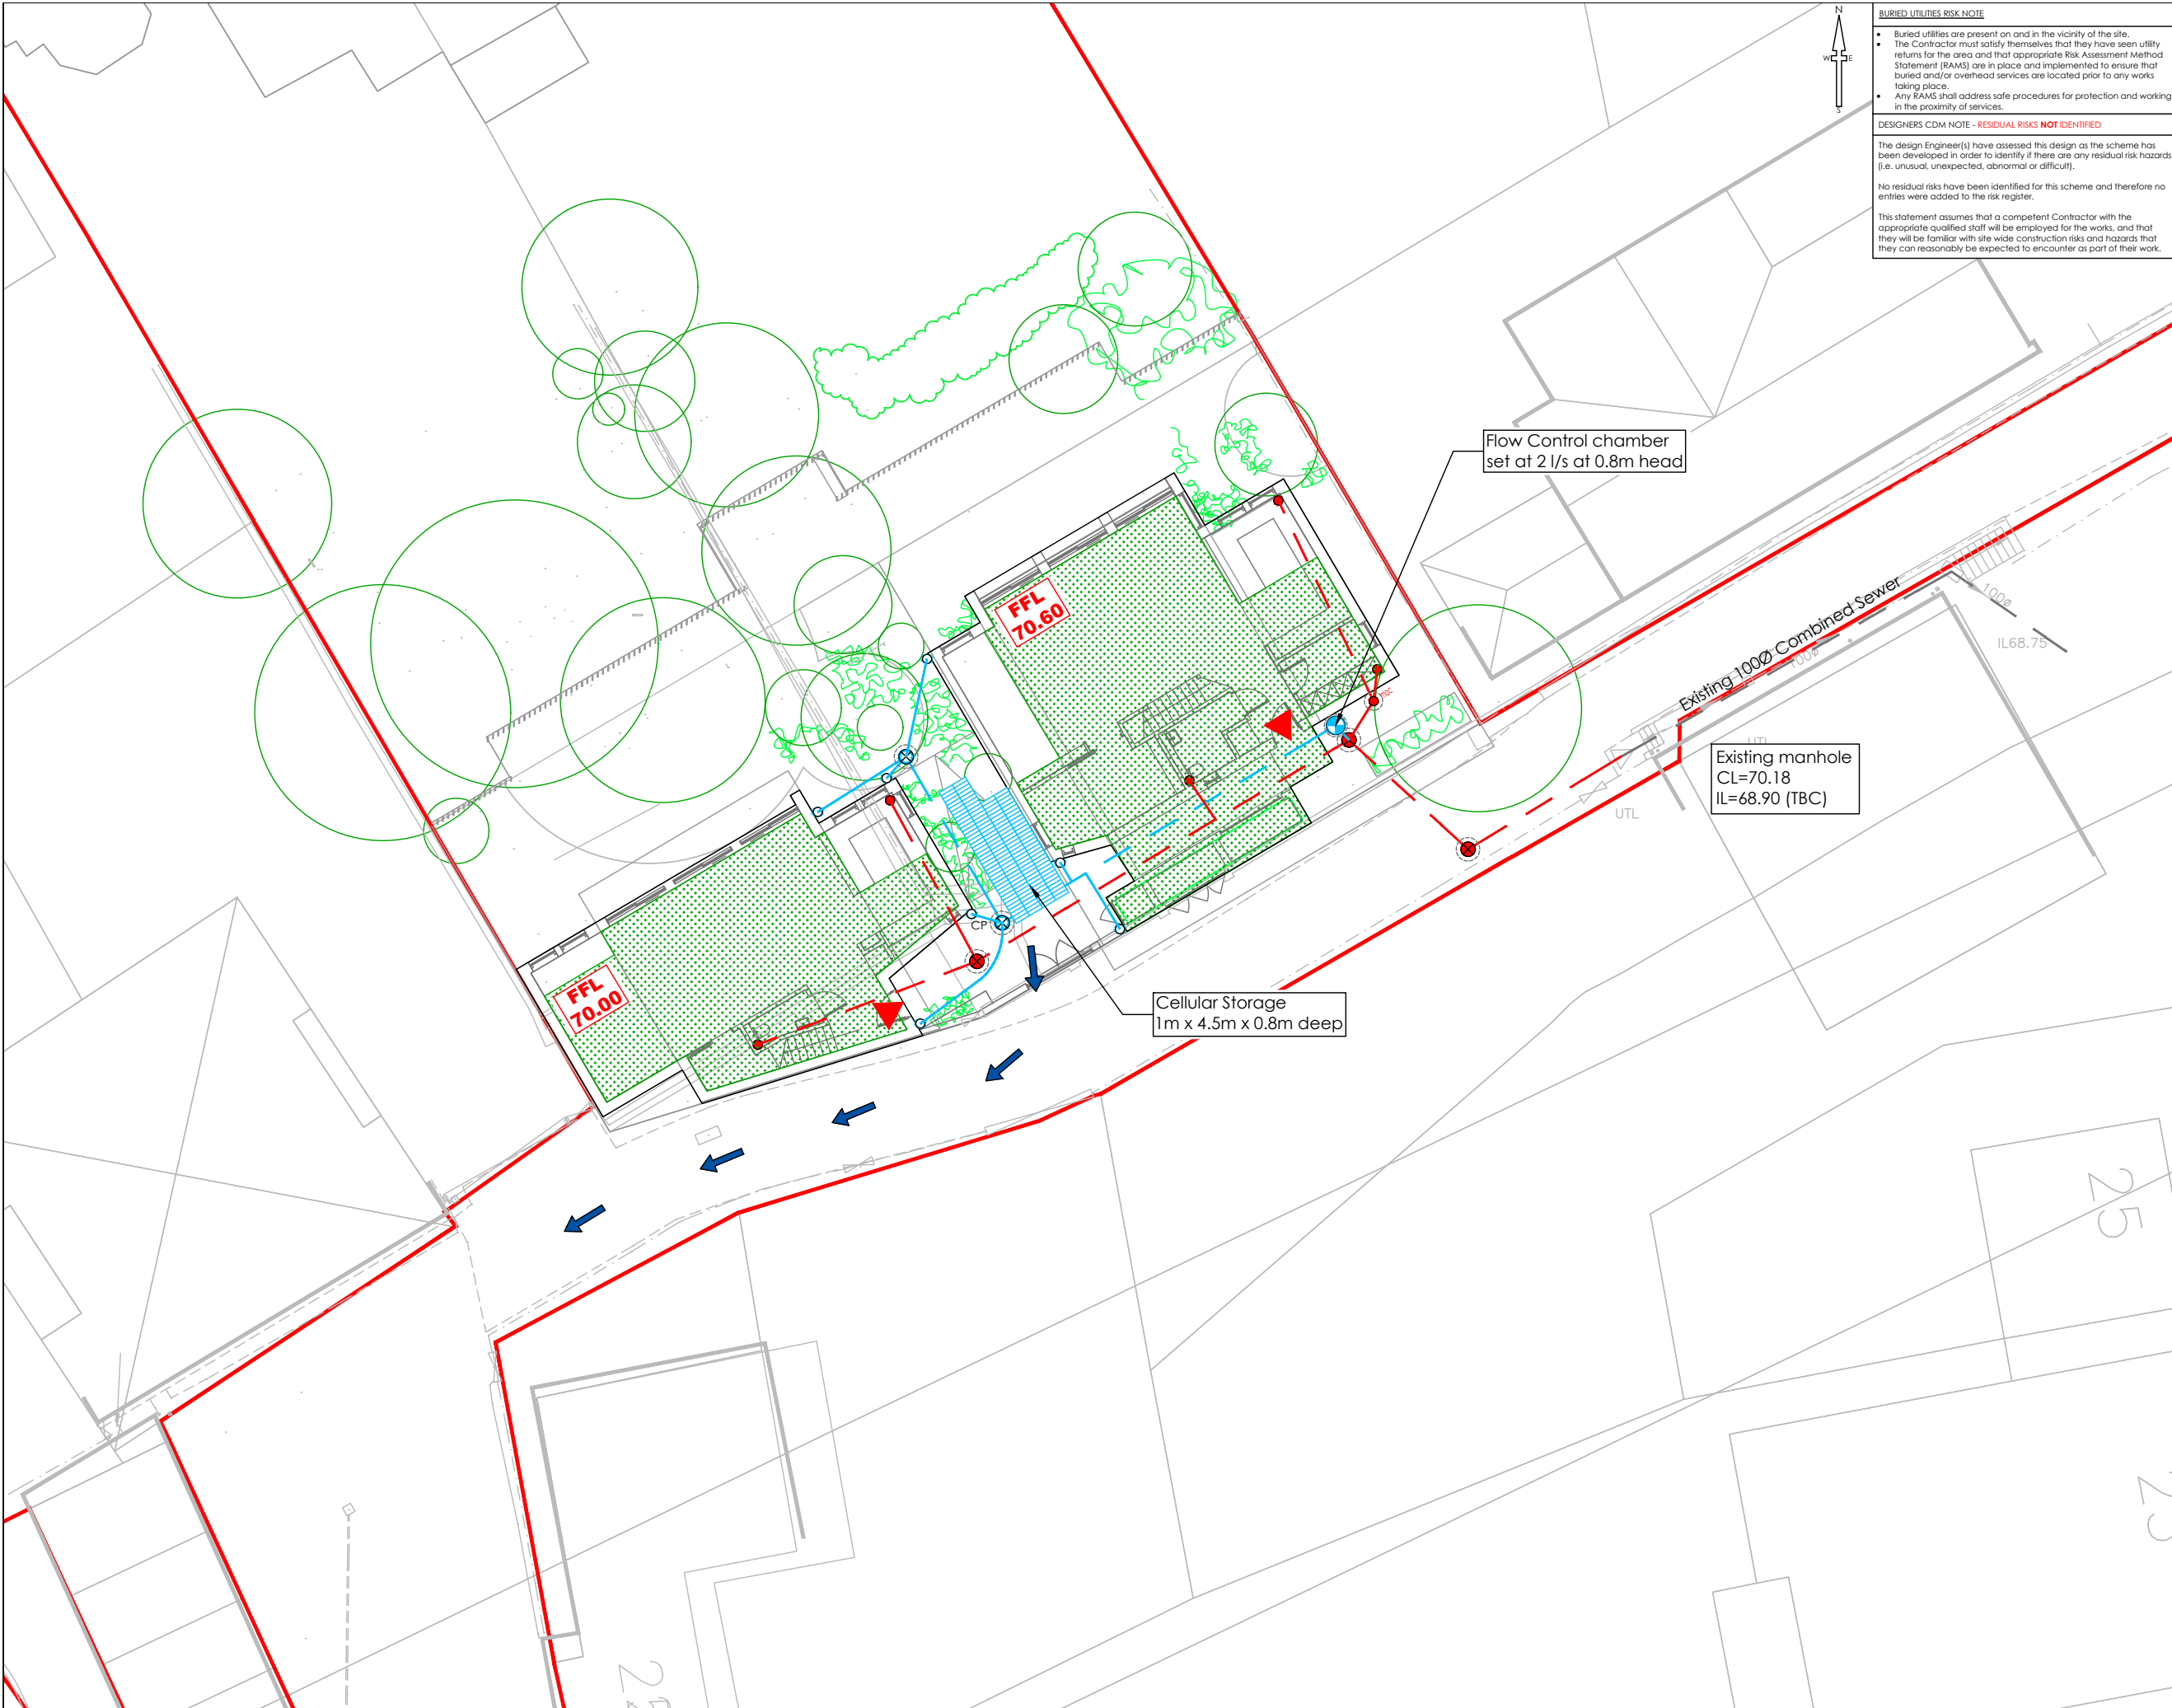 N
W E
S
BURIED UTILITIES RISK NOTE
• Buried utilities are present on and in the vicinity of the site.
• The Contractor must satisfy themselves that they have seen utility
returns for the area and that appropriate Risk Assessment Method
Statement (RAMS) are in place and implemented to ensure that
buried and/or overhead services are located prior to any works
taking place.
• Any RAMS shall address safe procedures for protection and working
in the proximity of services.
DESIGNERS CDM NOTE - RESIDUAL RISKS NOT IDENTIFIED
The design Engineer(s) have assessed this design as the scheme has
been developed in order to identify if there are any residual risk hazards
(i.e. unusual, unexpected, abnormal or difficult).
No residual risks have been identified for this scheme and therefore no
entries were added to the risk register.
This statement assumes that a competent Contractor with the
appropriate qualified staff will be employed for the works, and that
they will be familiar with site wide construction risks and hazards that
they can reasonably be expected to encounter as part of their work.
Flow Control chamber
set at 2 l/s at 0.8m head
FFL
70.60
Existing 100Ø Combined Sewer
100ø
100ø
IL68.75
UTL
Existing manhole
CL=70.18
IL=68.90 (TBC)
UTL
CP
FFL
70.00
Cellular Storage
1m x 4.5m x 0.8m deep
25
23